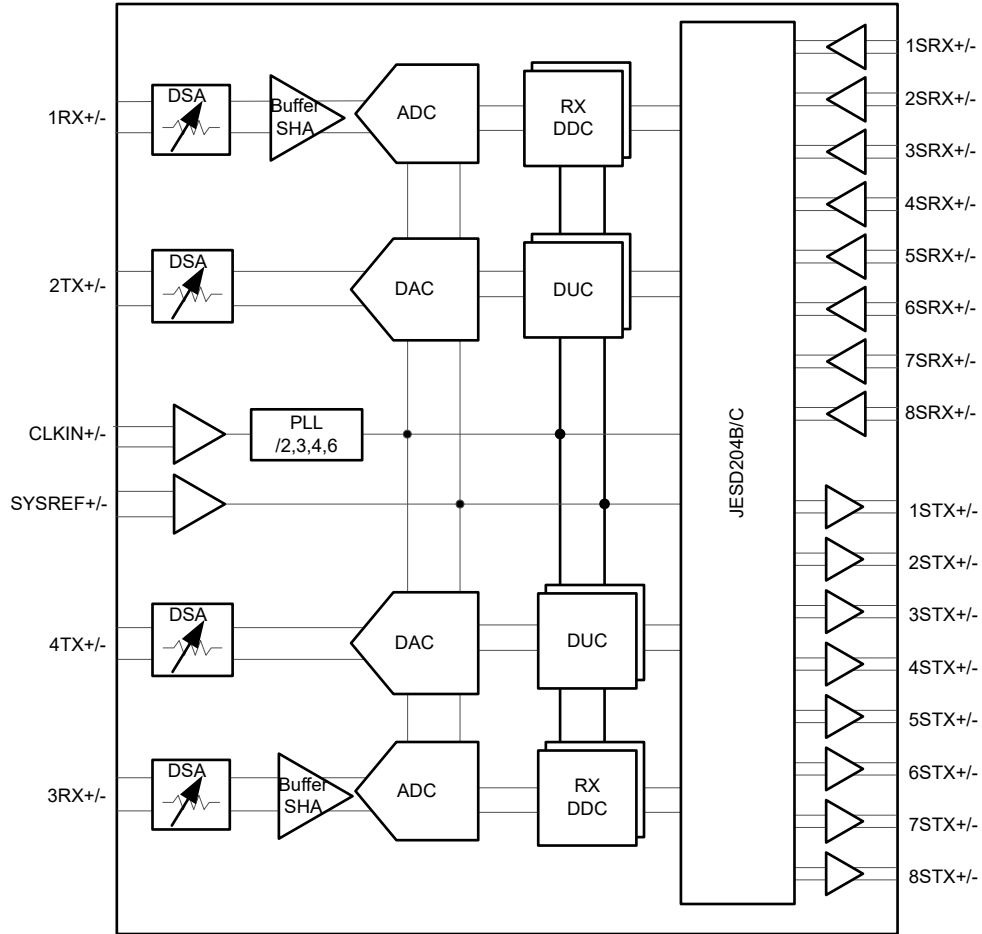 1RX+/-
DSA
Buffer
SHA
ADC
RX
DDC
2TX+/-
DSA
DAC
DUC
CLKIN+/-
PLL
/2,3,4,6
SYSREF+/-
4TX+/-
DSA
DAC
DUC
3RX+/-
DSA
Buffer
SHA
ADC
RX
DDC
JESD204B/C
1SRX+/-
2SRX+/-
3SRX+/-
4SRX+/-
5SRX+/-
6SRX+/-
7SRX+/-
8SRX+/-
1STX+/-
2STX+/-
3STX+/-
4STX+/-
5STX+/-
6STX+/-
7STX+/-
8STX+/-